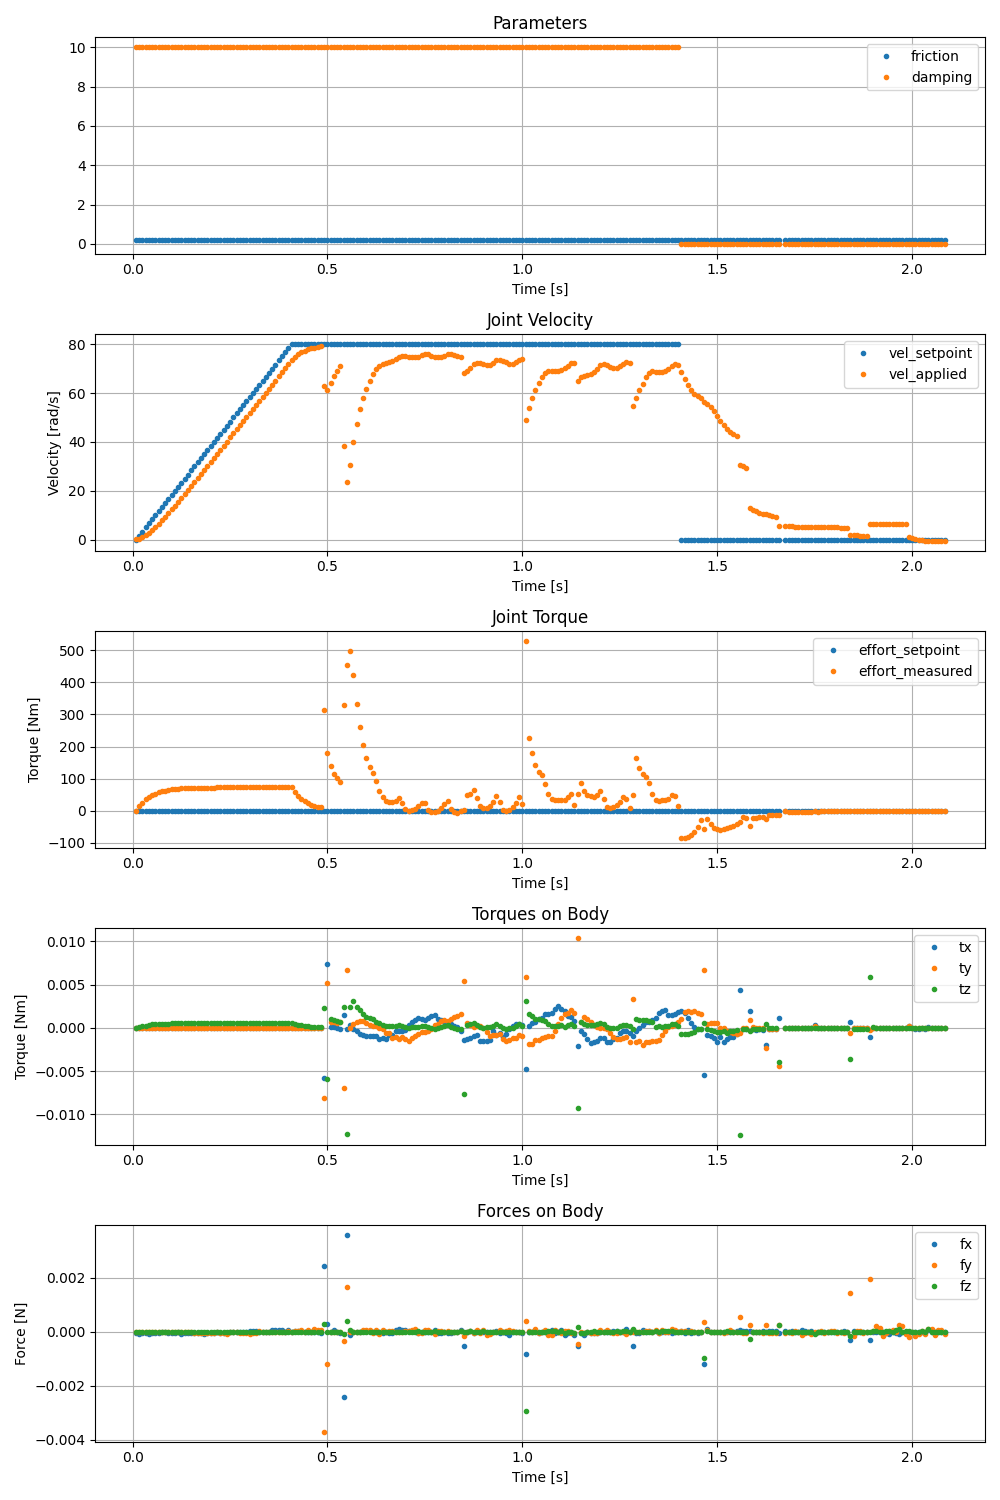 Parameters
10
8
6
4
2
0
friction
damping
0.0 0.5 1.0 1.5 2.0
Time [s]
Joint Velocity
Velocity [rad/s]
80
60
40
20
0
vel_setpoint
vel_applied
0.0 0.5 1.0 1.5 2.0
Time [s]
Joint Torque
Torque [Nm]
500
400
300
200
100
0
−100
effort_setpoint
effort_measured
0.0 0.5 1.0 1.5 2.0
Time [s]
Torques on Body
Torque [Nm]
0.010
0.005
0.000
−0.005
−0.010
tx
ty
tz
0.0 0.5 1.0 1.5 2.0
Time [s]
Forces on Body
Force [N]
0.002
0.000
−0.002
−0.004
fx
fy
fz
0.0 0.5 1.0 1.5 2.0
Time [s]